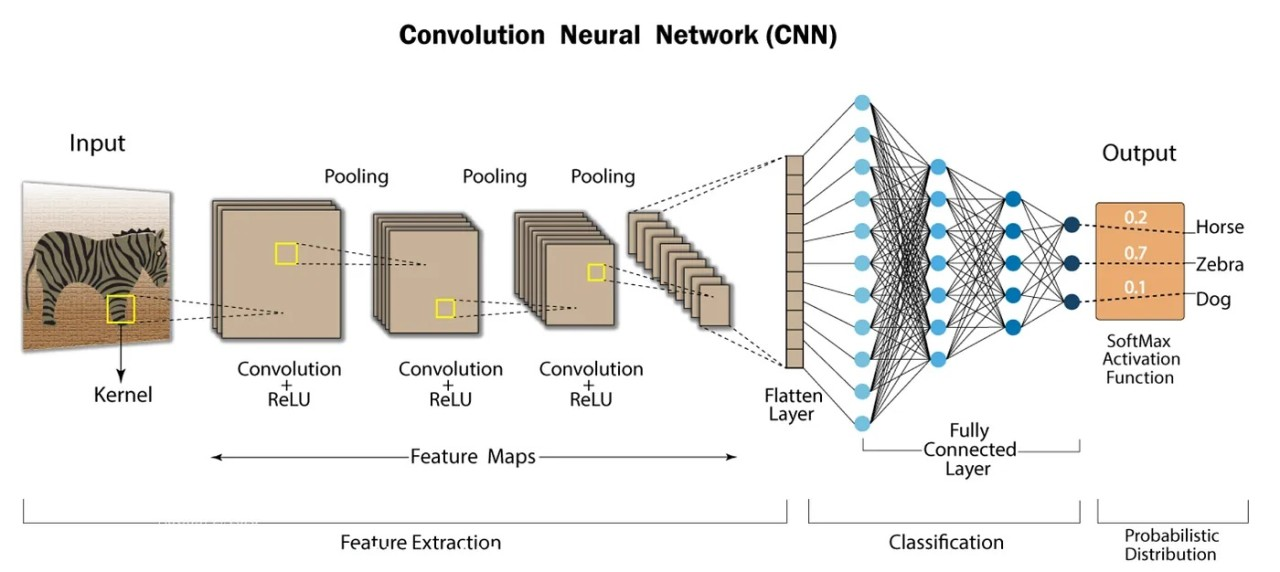 Convolution Neural Network (CNN)
Input
Pooling
Pooling
Pooling
Output
0.2
Horse
0.7
Zebra
0.1
Dog
SoftMax
Activation
Function
Kernel
Convolution
+
ReLU
Convolution
+
ReLU
Convolution
+
ReLU
Flatten
Layer
Fully
Connected
Layer
Feature Maps
Feature Extraction
Classification
Probabilistic
Distribution